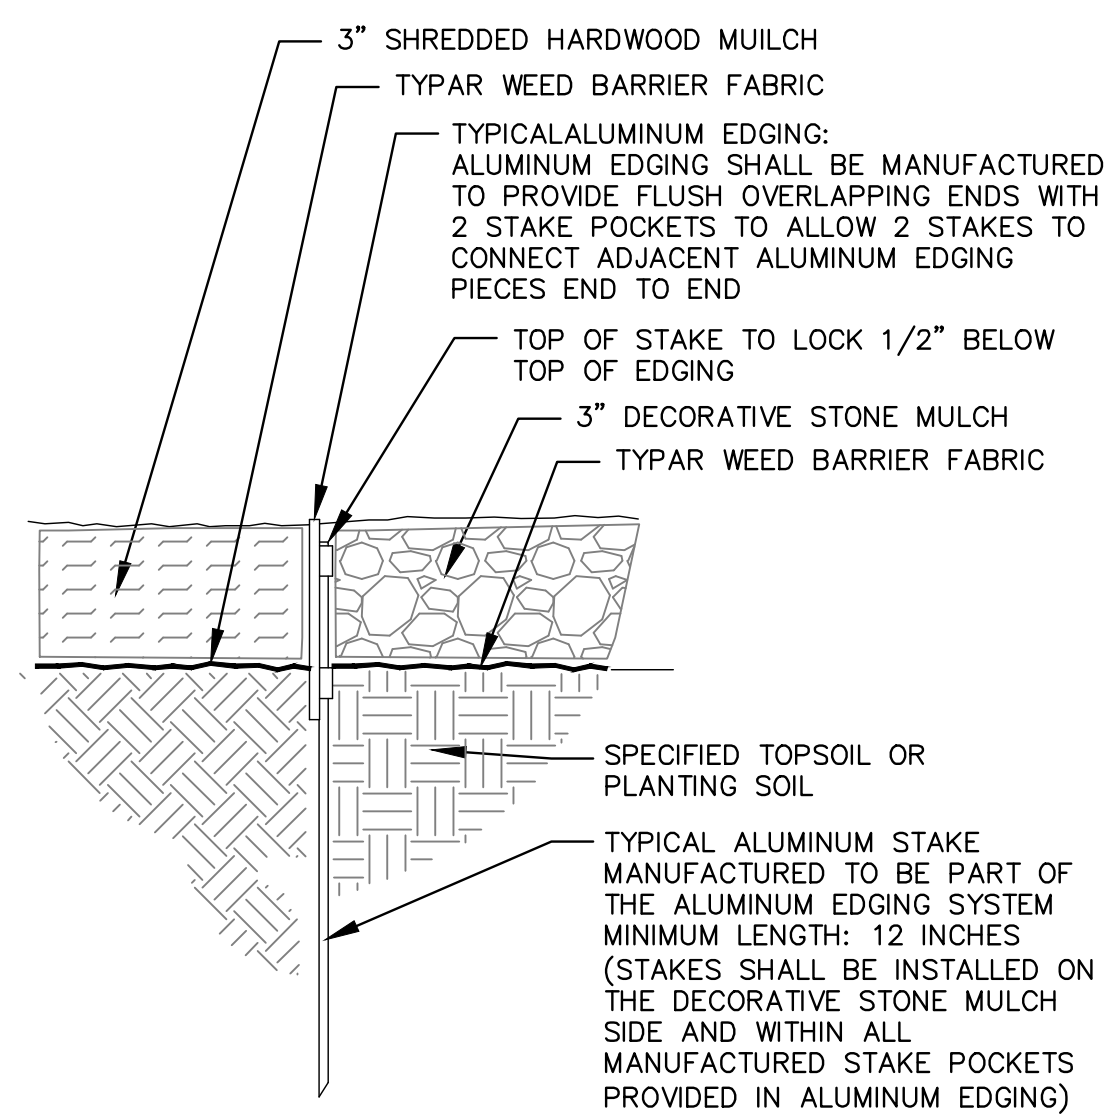 3” SHREDDED HARDWOOD MUILCH
TYPAR WEED BARRIER FABRIC
TYPICALALUMINUM EDGING:
ALUMINUM EDGING SHALL BE MANUFACTURED
TO PROVIDE FLUSH OVERLAPPING ENDS WITH
2 STAKE POCKETS TO ALLOW 2 STAKES TO
CONNECT ADJACENT ALUMINUM EDGING
PIECES END TO END
TOP OF STAKE TO LOCK 1/2” BELOW
TOP OF EDGING
3” DECORATIVE STONE MULCH
TYPAR WEED BARRIER FABRIC
SPECIFIED TOPSOIL OR
PLANTING SOIL
TYPICAL ALUMINUM STAKE
MANUFACTURED TO BE PART OF
THE ALUMINUM EDGING SYSTEM
MINIMUM LENGTH: 12 INCHES
(STAKES SHALL BE INSTALLED ON
THE DECORATIVE STONE MULCH
SIDE AND WITHIN ALL
MANUFACTURED STAKE POCKETS
PROVIDED IN ALUMINUM EDGING)